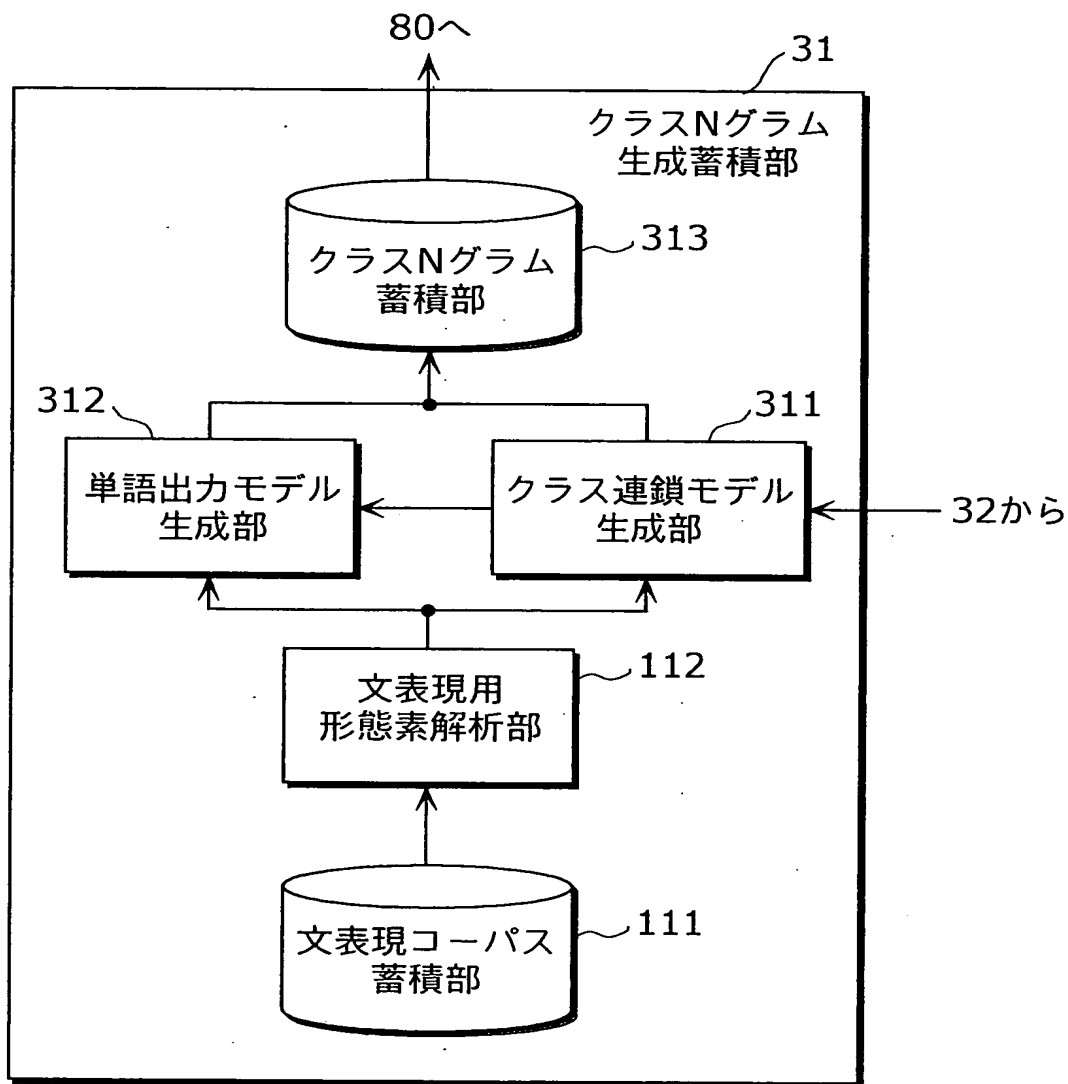 80へ
31
クラスNグラム
生成蓄積部
313
クラスNグラム
蓄積部
312
311
単語出力モデル
生成部
クラス連鎖モデル
生成部
32から
112
文表現用
形態素解析部
111
文表現コーパス
蓄積部